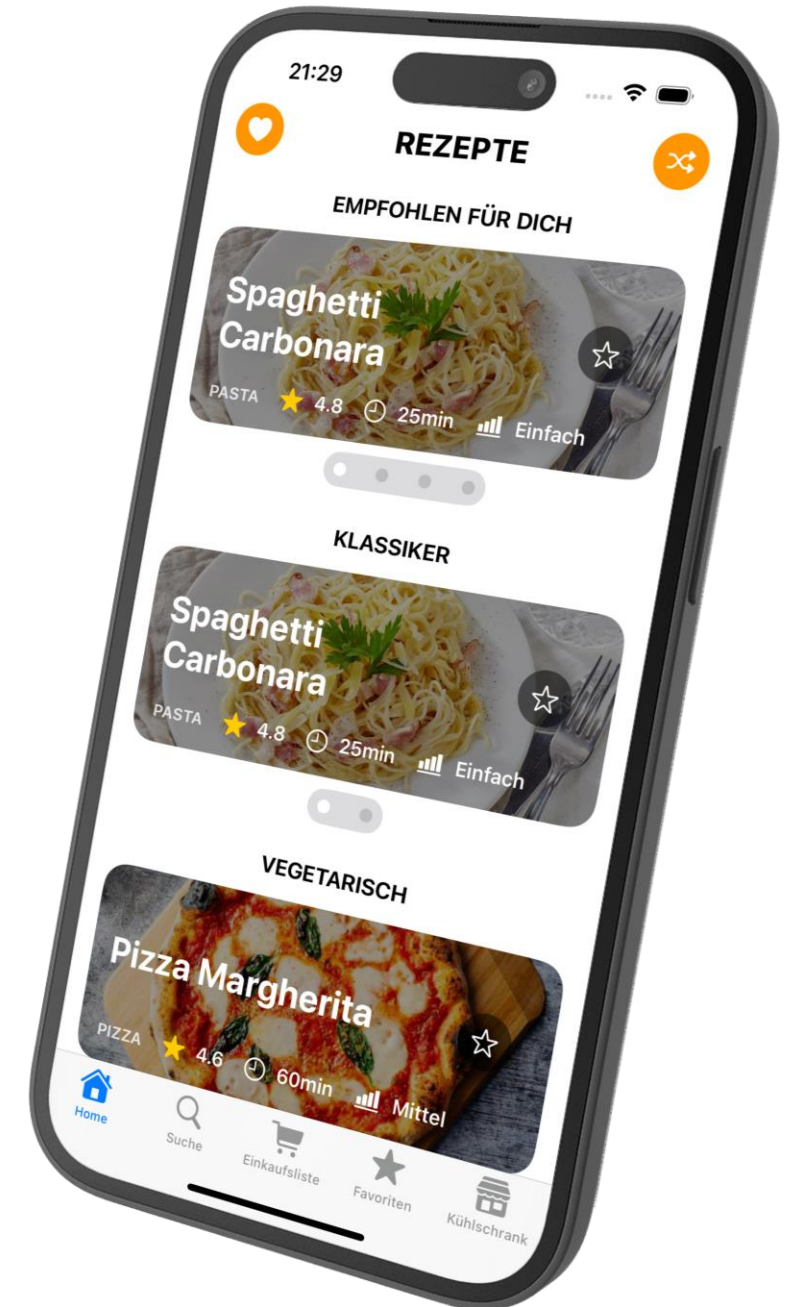 21:29
REZEPTE
EMPFOHLEN FÜR DICH
Spaghetti
Carbonara
PASTA 4.8 25min Einfach
KLASSIKER
Spaghetti
Carbonara
PASTA 4.8 25min Einfach
VEGETARISCH
Pizza Margherita
PIZZA 4.6 60min Mittel
Home Suche Einkaufsliste Favoriten Kühlschrank